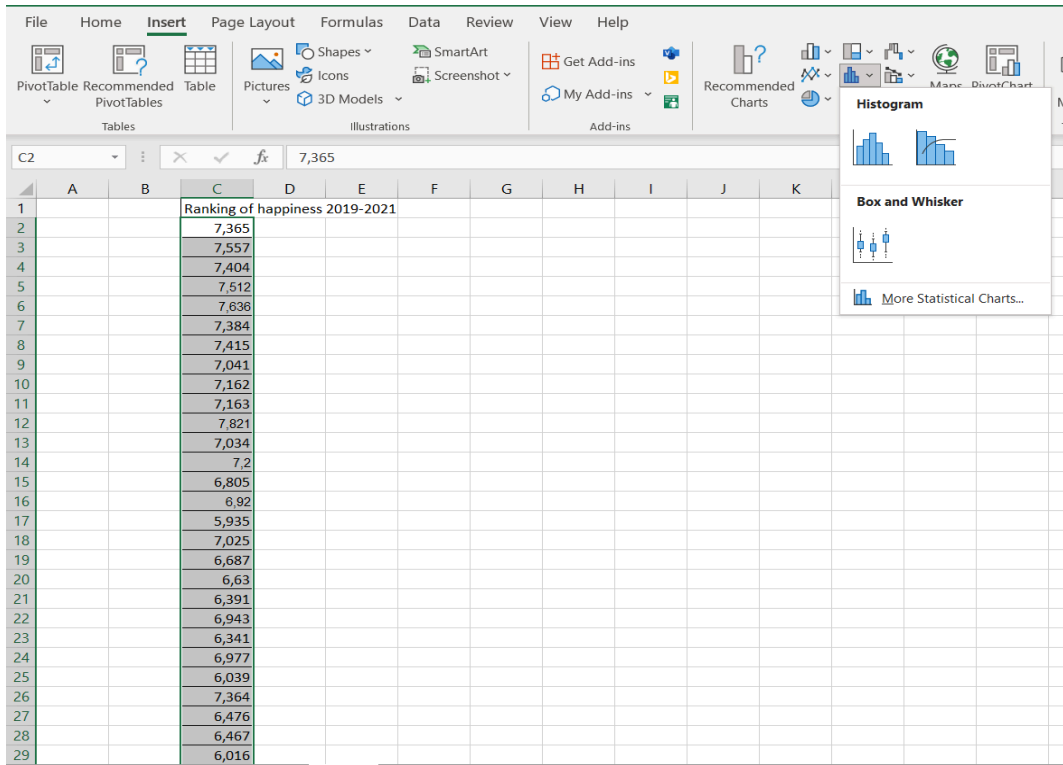 File Home Insert Page Layout Formulas Data Review View Help
PivotTable Recommended PivotTables Table
Tables
Pictures Shapes Icons 3D Models SmartArt Screenshot
Illustrations
Get Add-ins
My Add-ins
Add-ins
Recommended Charts
Maps PivotChart
Histogram
Box and Whisker
More Statistical Charts...
C2 fx 7,365
A B C D E F G H I J K
1 Ranking of happiness 2019-2021
2 7,365
3 7,557
4 7,404
5 7,512
6 7,636
7 7,384
8 7,415
9 7,041
10 7,162
11 7,163
12 7,821
13 7,034
14 7,2
15 6,805
16 6,92
17 5,935
18 7,025
19 6,687
20 6,63
21 6,391
22 6,943
23 6,341
24 6,977
25 6,039
26 7,364
27 6,476
28 6,467
29 6,016